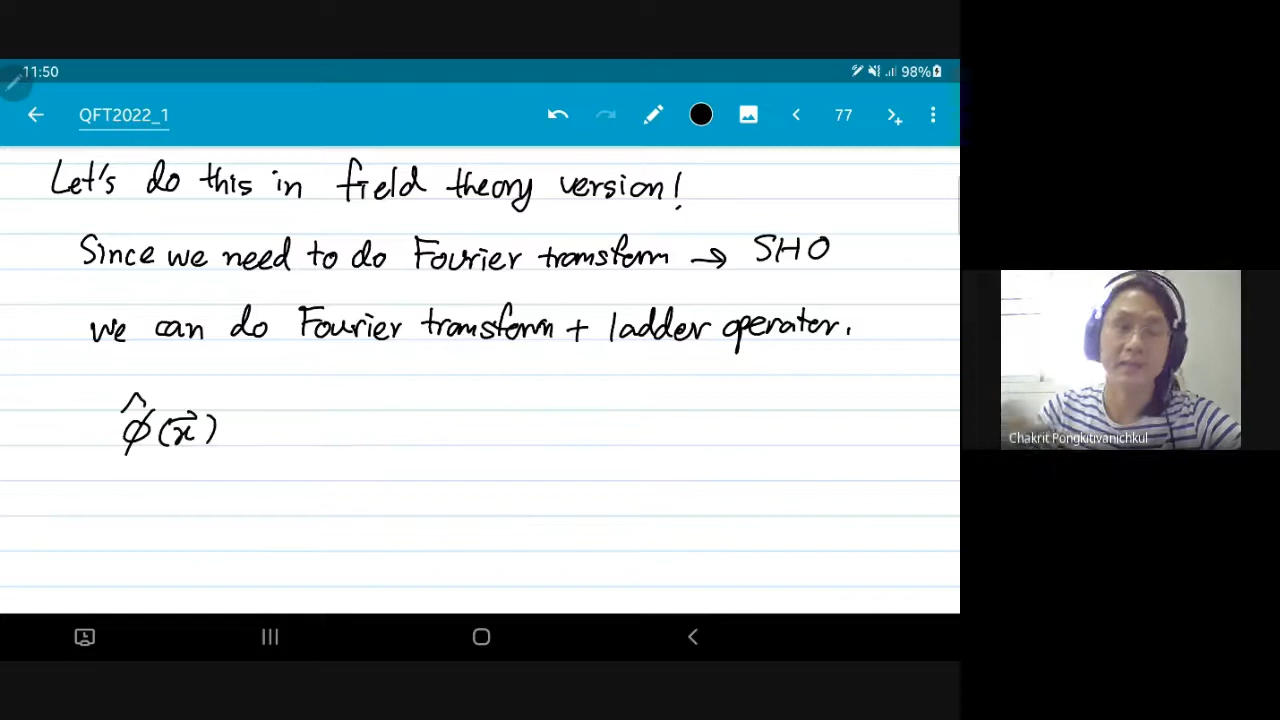 11:50
98%
QFT2022_1
77
Let's do this in field theory version!
Since we need to do Fourier transform → SHO
we can do Fourier transform + ladder operator.
φ̂(x⃗)
Chakrit Pongkitivanichkul